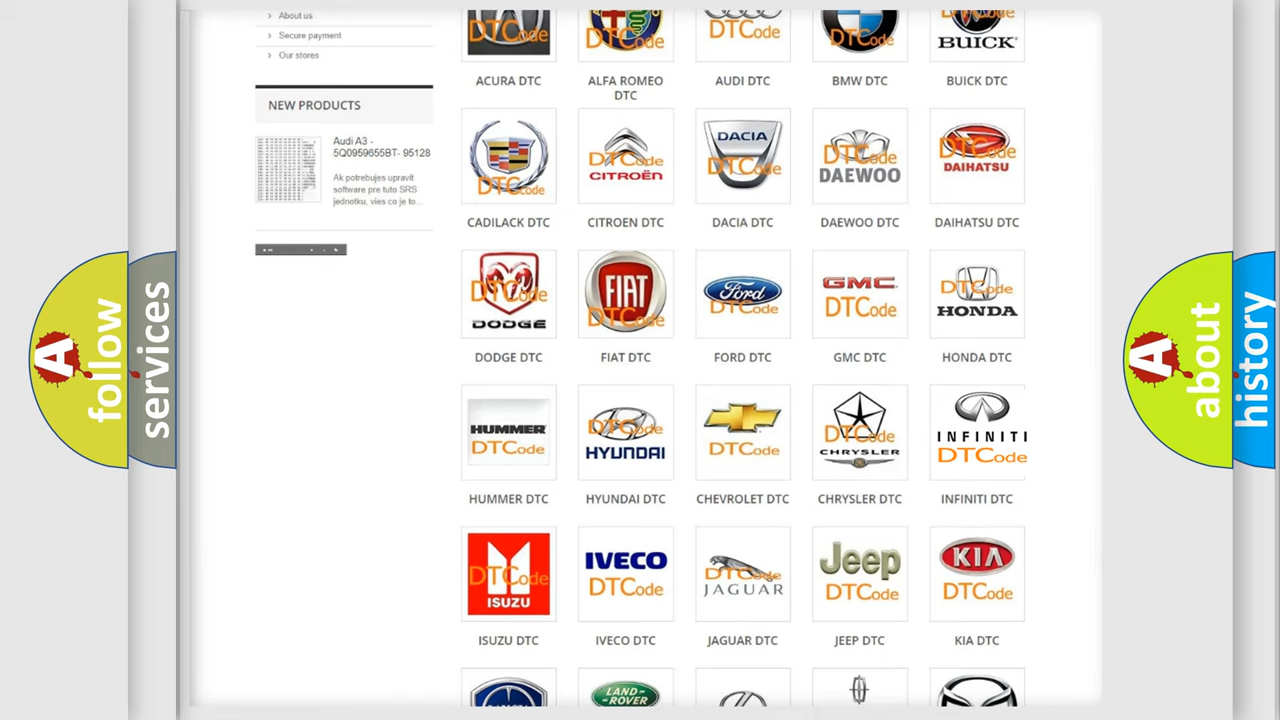 About us
Secure payment
Our stores
NEW PRODUCTS
Audi A3 -
5Q0959655BT- 95128
Ak potrebujes upravit
software pre tuto SRS
jednotku, vies co je to...
DTCode DTCode DTCode DTCode BUICK
ACURA DTC
ALFA ROMEO
DTC
AUDI DTC
BMW DTC
BUICK DTC
DTCode
DTCode
CITROËN
DACIA
DTCode
DTCode
DAEWOO
DTCode
DAIHATSU
CADILACK DTC
CITROEN DTC
DACIA DTC
DAEWOO DTC
DAIHATSU DTC
DTCode
DODGE
FIAT
DTCode
Ford
DTCode
GMC
DTCode
DTCode
HONDA
DODGE DTC
FIAT DTC
FORD DTC
GMC DTC
HONDA DTC
HUMMER
DTCode
DTCode
HYUNDAI
DTCode
DTCode
CHRYSLER
INFINITI
DTCode
HUMMER DTC
HYUNDAI DTC
CHEVROLET DTC
CHRYSLER DTC
INFINITI DTC
DTCode
ISUZU
IVECO
DTCode
DTCode
JAGUAR
Jeep
DTCode
KIA
DTCode
ISUZU DTC
IVECO DTC
JAGUAR DTC
JEEP DTC
KIA DTC
LAND-
ROVER
A follow
services
A about
history